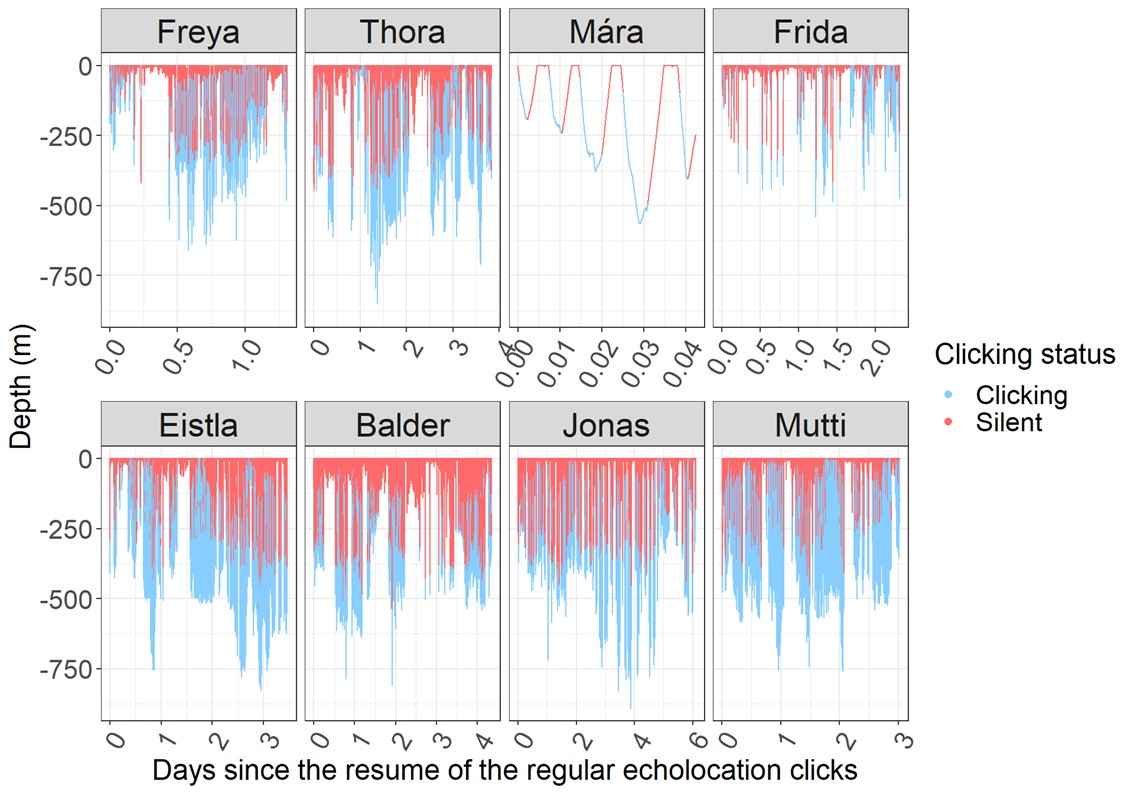 Freya Thora Mára Frida
0
-250
-500
-750
0.0 0.5 1.0 0 1 2 3 4 0.00 0.01 0.02 0.03 0.04 0.0 0.5 1.0 1.5 2.0
Depth (m)
Clicking status
Clicking
Silent
Eistla Balder Jonas Mutti
0
-250
-500
-750
0 1 2 3 0 1 2 3 4 0 2 4 6 0 1 2 3
Days since the resume of the regular echolocation clicks